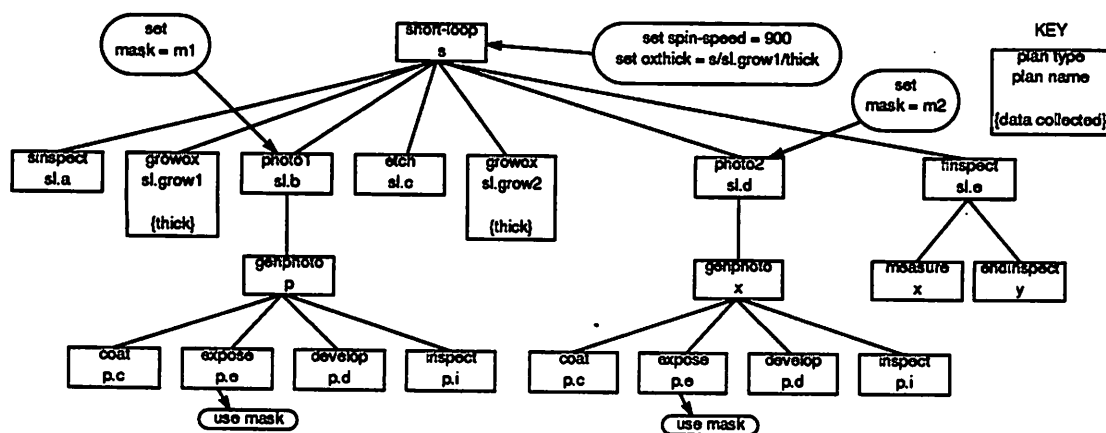 set
mask = m1
short-loop
s
set spin-speed = 900
set oxthick = s/sl.grow1/thick
KEY
plan type
plan name
{data collected}
set
mask = m2
sinspect
sl.a
growox
sl.grow1
{thick}
photo1
sl.b
etch
sl.c
growox
sl.grow2
{thick}
photo2
sl.d
finspect
sl.e
genphoto
p
genphoto
x
measure
x
endinspect
y
coat
p.c
expose
p.e
develop
p.d
inspect
p.i
coat
p.c
expose
p.e
develop
p.d
inspect
p.i
use mask
use mask